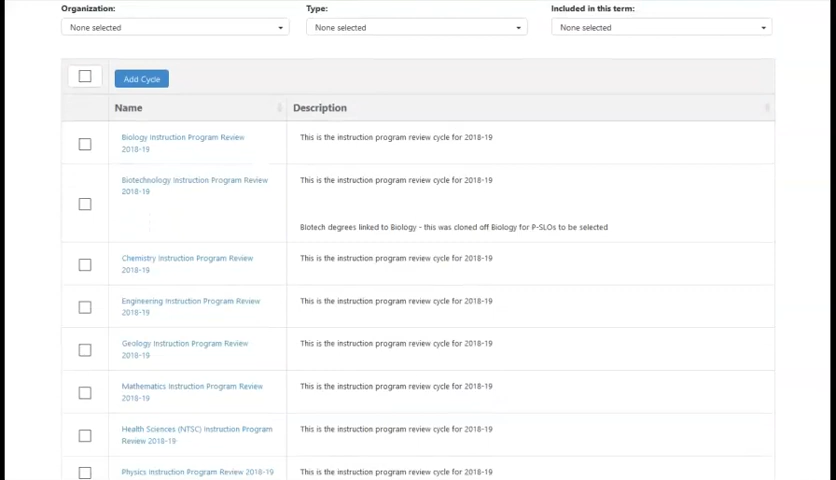 Organization: Type: Included in this term:
None selected None selected None selected
Add Cycle
Name Description
Biology Instruction Program Review This is the instruction program review cycle for 2018-19
2018-19
Biotechnology Instruction Program Review This is the instruction program review cycle for 2018-19
2018-19
BIotech degrees linked to Biology - this was cloned off Biology for P-SLOs to be selected
Chemistry Instruction Program Review This is the instruction program review cycle for 2018-19
2018-19
Engineering Instruction Program Review This is the instruction program review cycle for 2018-19
2018-19
Geology Instruction Program Review This is the instruction program review cycle for 2018-19
2018-19
Mathematics Instruction Program Review This is the instruction program review cycle for 2018-19
2018-19
Health Sciences (NTSC) Instruction Program This is the instruction program review cycle for 2018-19
Review 2018-19
Physics Instruction Program Review 2018-19 This is the instruction program review cycle for 2018-19